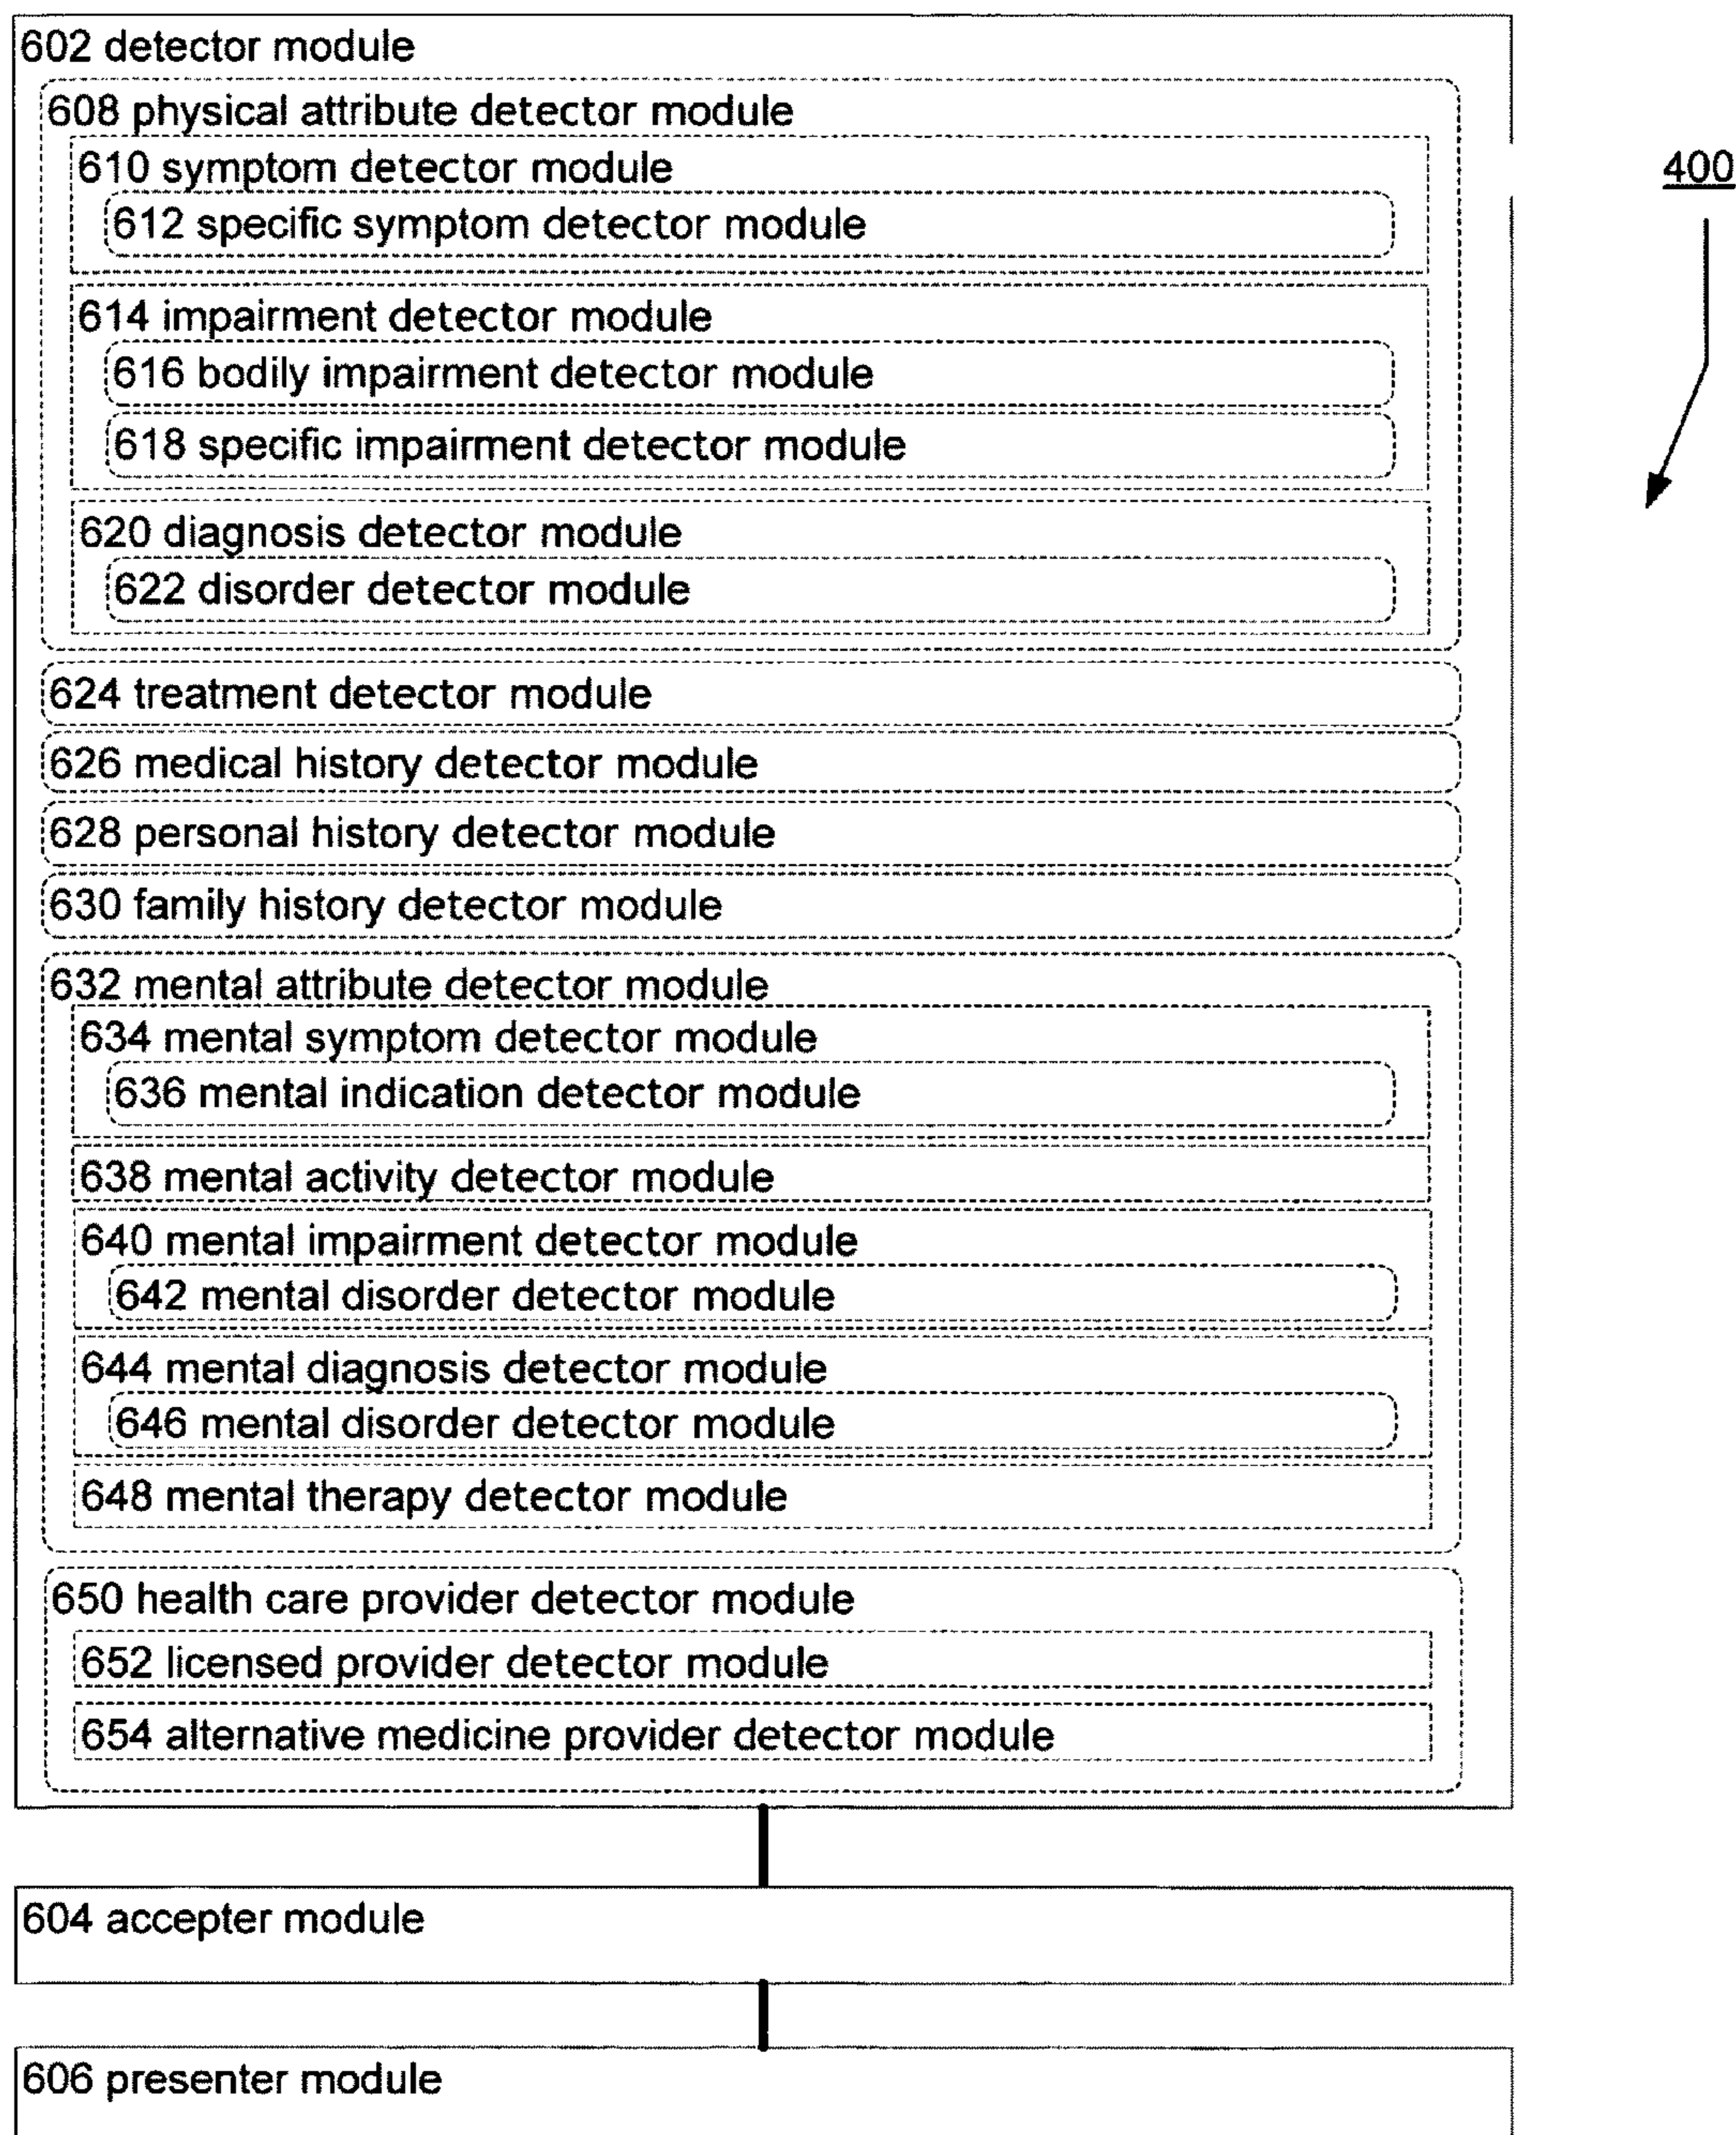 602 detector module
608 physical attribute detector module
610 symptom detector module
400
612 specific symptom detector module
614 impairment detector module
616 bodily impairment detector module
618 specific impairment detector module
620 diagnosis detector module
622 disorder detector module
624 treatment detector module
626 medical history detector module
628 personal history detector module
630 family history detector module
632 mental attribute detector module
634 mental symptom detector module
636 mental indication detector module
638 mental activity detector module
640 mental impairment detector module
642 mental disorder detector module
644 mental diagnosis detector module
646 mental disorder detector module
648 mental therapy detector module
650 health care provider detector module
652 licensed provider detector module
654 alternative medicine provider detector module
604 accepter module
606 presenter module